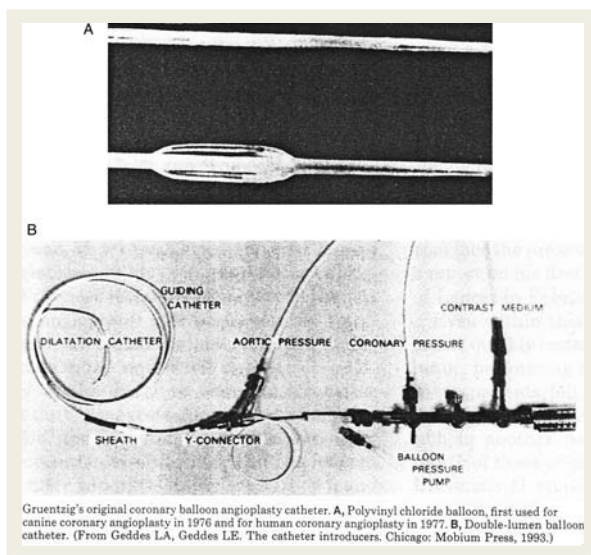 A
B
GUIDING
CATHETER
CONTRAST MEDIUM
DILATATION CATHETER
AORTIC PRESSURE
CORONARY PRESSURE
SHEATH
Y-CONNECTOR
BALLOON
PRESSURE
PUMP
Gruentzig's original coronary balloon angioplasty catheter. A, Polyvinyl chloride balloon, first used for
canine coronary angioplasty in 1976 and for human coronary angioplasty in 1977. B, Double-lumen balloon
catheter. (From Geddes LA, Geddes LE. The catheter introducers. Chicago: Mobium Press, 1993.)